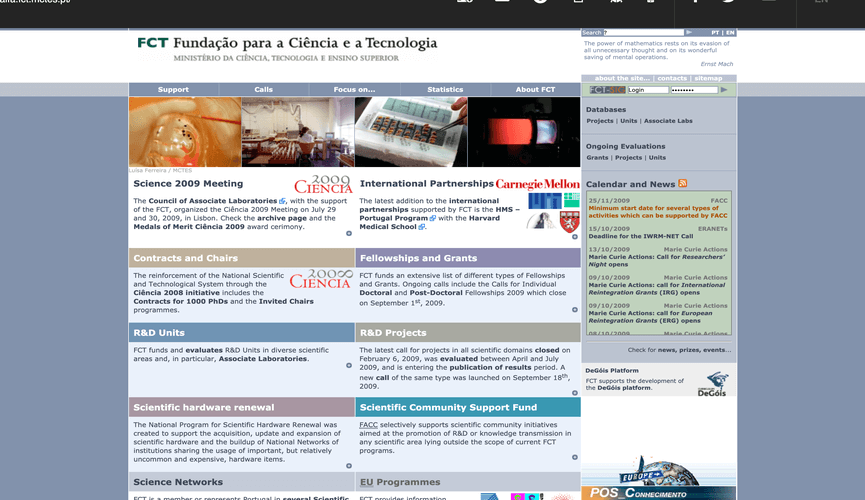 EN
Search
PT | EN
FCT Fundação para a Ciência e a Tecnologia
MINISTÉRIO DA CIÊNCIA, TECNOLOGIA E ENSINO SUPERIOR
The power of mathematics rests on its evasion
of all unnecessary thought and on its wonderful
saving of mental operations.
Ernst Mach
about the site... | contacts | sitemap
Support
Calls
Focus on...
Statistics
About FCT
Login
••••••••
Luisa Ferreira / MCTES
Science 2009 Meeting
2009
CIÊNCIA
The Council of Associate Laboratories, with the support
of the FCT, organized the Ciência 2009 Meeting on July 29
and 30, 2009, in Lisbon. Check the archive page and the
Medals of Merit Ciência 2009 award ceremony.
International Partnerships
Carnegie Mellon
The latest addition to the international
partnerships supported by FCT is the HMS –
Portugal Program with the Harvard
Medical School.
Contracts and Chairs
The reinforcement of the National Scientific
and Technological System through the
Ciência 2008 initiative includes the
Contracts for 1000 PhDs and the Invited Chairs
programmes.
2008
CIÊNCIA
Fellowships and Grants
FCT funds an extensive list of different types of Fellowships
and Grants. Ongoing calls include the Calls for Individual
Doctoral and Post-Doctoral Fellowships 2009 which close
on September 1st, 2009.
R&D Units
FCT funds and evaluates R&D Units in diverse scientific
areas and, in particular, Associate Laboratories.
R&D Projects
The latest call for projects in all scientific domains closed on
February 6, 2009, was evaluated between April and July
2009, and is entering the publication of results period. A
new call of the same type was launched on September 18th,
2009.
Scientific hardware renewal
The National Program for Scientific Hardware Renewal was
created to support the acquisition, update and expansion of
scientific hardware and the buildup of National Networks of
institutions sharing the usage of important, but relatively
uncommon and expensive, hardware items.
Scientific Community Support Fund
FACC selectively supports scientific community initiatives
aimed at the promotion of R&D or knowledge transmission in
any scientific area lying outside the scope of current FCT
programs.
Science Networks
FCT is a member or represents Portugal in several Scientific
EU Programmes
FCT provides information
Databases
Projects | Units | Associate Labs
Ongoing Evaluations
Grants | Projects | Units
Calendar and News
25/11/2009 FACC
Minimum start date for several types of
activities which can be supported by FACC
15/10/2009 ERANETs
Deadline for the IWRM-NET Call
13/10/2009 Marie Curie Actions
Marie Curie Actions: Call for Researchers'
Night opens
09/10/2009 Marie Curie Actions
Marie Curie Actions: call for International
Reintegration Grants (IRG) opens
09/10/2009 Marie Curie Actions
Marie Curie Actions: call for European
Reintegration Grants (ERG) opens
08/10/2009 Marie Curie Actions
Check for news, prizes, events...
DeGóis Platform
FCT supports the development of
the DeGóis platform.
DeGóis
EUROPE
POS_Conhecimento